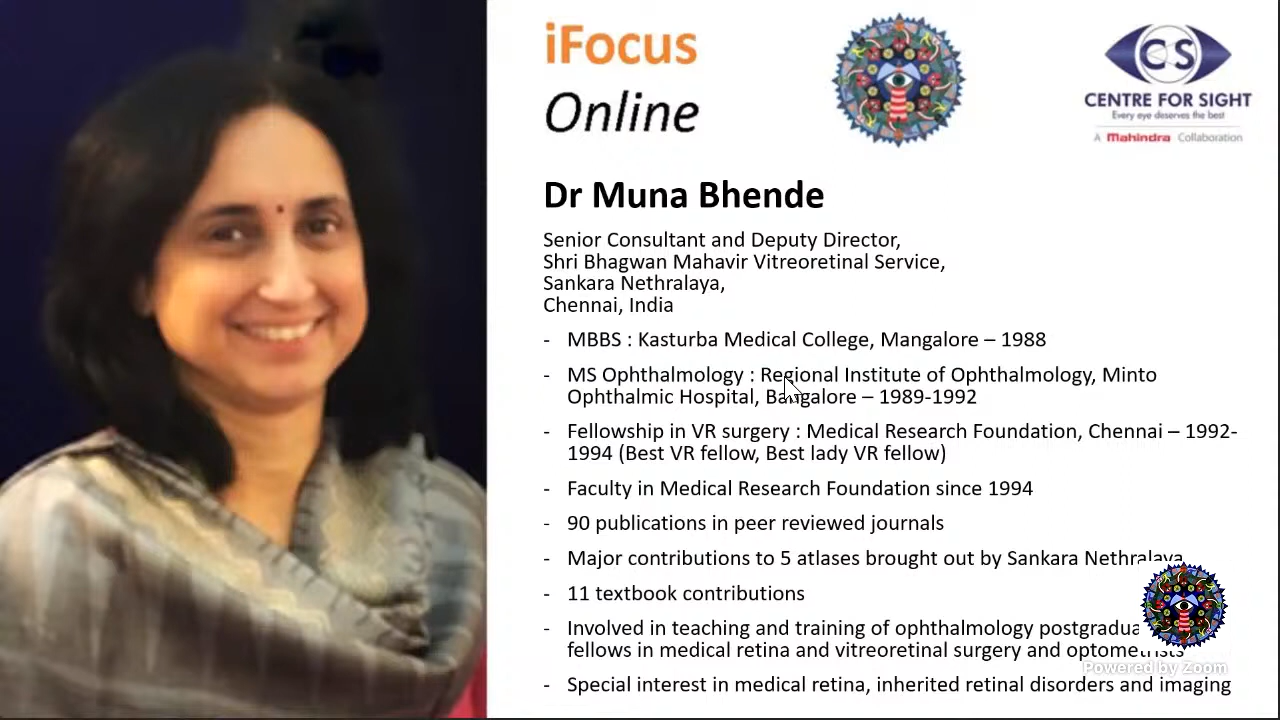 iFocus
Online
CS
CENTRE FOR SIGHT
Every eye deserves the best
A Mahindra Collaboration
Dr Muna Bhende
Senior Consultant and Deputy Director,
Shri Bhagwan Mahavir Vitreoretinal Service,
Sankara Nethralaya,
Chennai, India
- MBBS : Kasturba Medical College, Mangalore – 1988
- MS Ophthalmology : Regional Institute of Ophthalmology, Minto
Ophthalmic Hospital, Bangalore – 1989-1992
- Fellowship in VR surgery : Medical Research Foundation, Chennai – 1992-
1994 (Best VR fellow, Best lady VR fellow)
- Faculty in Medical Research Foundation since 1994
- 90 publications in peer reviewed journals
- Major contributions to 5 atlases brought out by Sankara Nethralaya
- 11 textbook contributions
- Involved in teaching and training of ophthalmology postgradua
fellows in medical retina and vitreoretinal surgery and optometrists
Powered by Zoom
- Special interest in medical retina, inherited retinal disorders and imaging